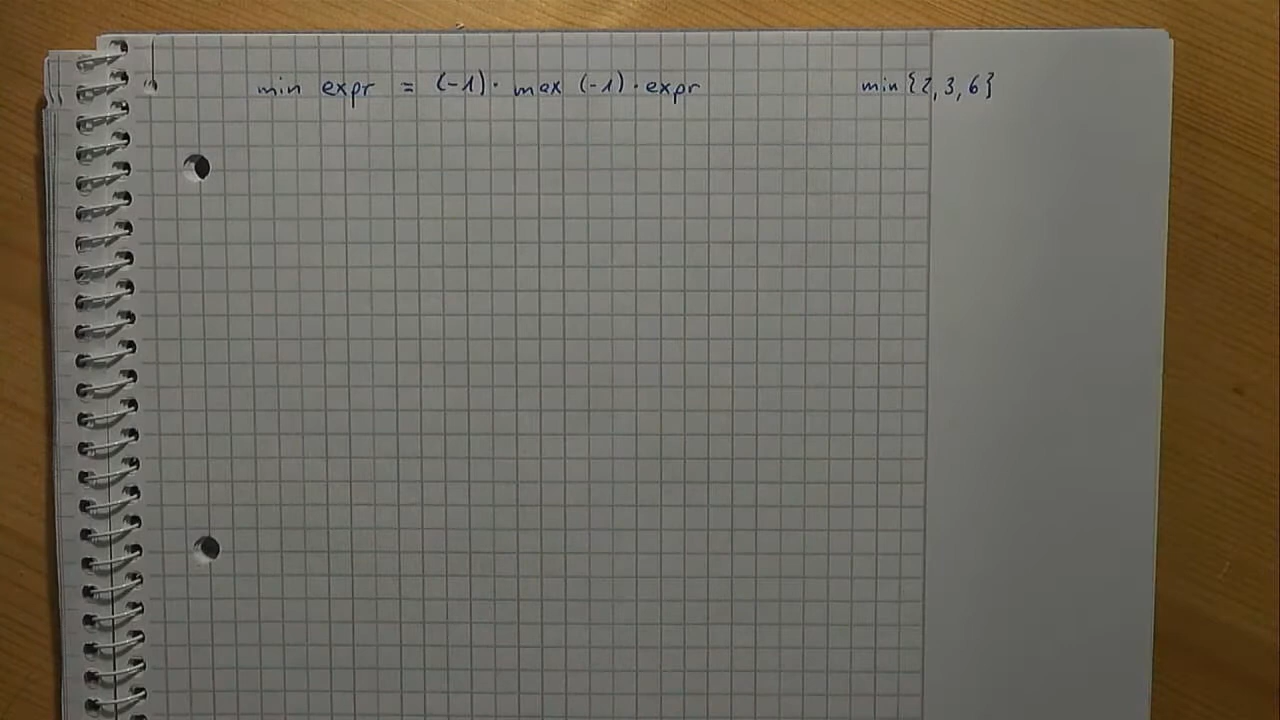 min expr = (-1) · max (-1) · expr min {2, 3, 6}